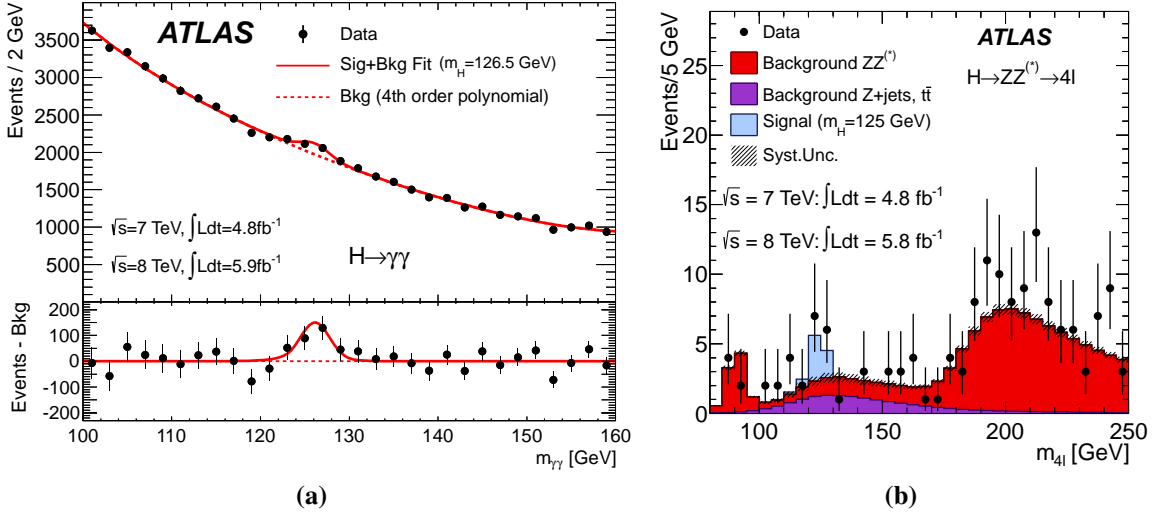 ATLAS
Data
Sig+Bkg Fit (m_H=126.5 GeV)
Bkg (4th order polynomial)
√s=7 TeV, ∫Ldt=4.8fb⁻¹
√s=8 TeV, ∫Ldt=5.9fb⁻¹
H→γγ
Events / 2 GeV
3500
3000
2500
2000
1500
1000
500
Events - Bkg
200
100
0
-100
-200
100 110 120 130 140 150 160
m_γγ [GeV]
(a)
Data
Background ZZ⁽*⁾
Background Z+jets, tt̄
Signal (m_H=125 GeV)
Syst.Unc.
ATLAS
H→ZZ⁽*⁾→4l
√s = 7 TeV: ∫Ldt = 4.8 fb⁻¹
√s = 8 TeV: ∫Ldt = 5.8 fb⁻¹
Events/5 GeV
25
20
15
10
5
0
100 150 200 250
m_4l [GeV]
(b)